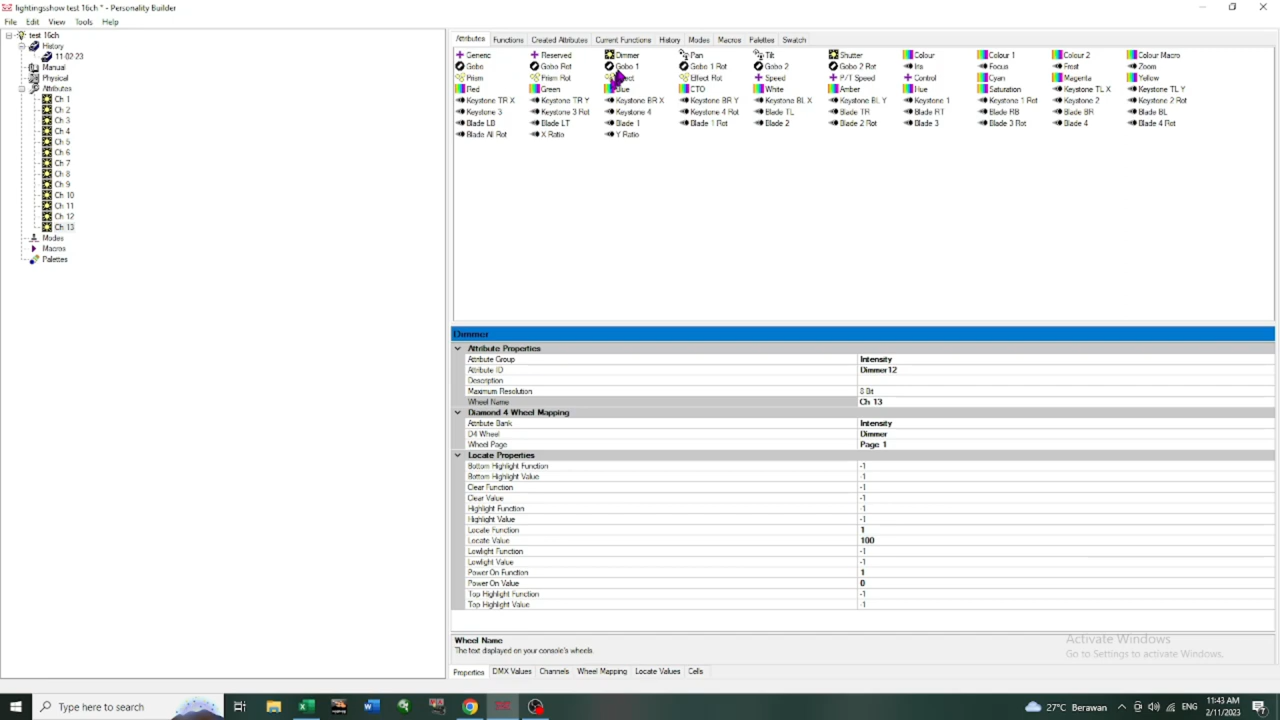 lightingsshow test 16ch * - Personality Builder
File Edit View Tools Help
test 16ch
History
11-02-23
Manual
Physical
Attributes
Ch 1
Ch 2
Ch 3
Ch 4
Ch 5
Ch 6
Ch 7
Ch 8
Ch 9
Ch 10
Ch 11
Ch 12
Ch 13
Modes
Macros
Palettes
Attributes Functions Created Attributes Current Functions History Modes Macros Palettes Swatch
Generic Reserved Dimmer Pan Tilt Shutter Colour Colour 1 Colour 2 Colour Macro
Gobo Gobo Rot Gobo 1 Gobo 1 Rot Gobo 2 Gobo 2 Rot Iris Focus Frost Zoom
Prism Prism Rot Effect Rot Speed P/T Speed Control Cyan Magenta Yellow
Red Green Blue CTO White Amber Hue Saturation Keystone TL X Keystone TL Y
Keystone TR X Keystone TR Y Keystone BR X Keystone BR Y Keystone BL X Keystone BL Y Keystone 1 Keystone 1 Rot Keystone 2 Keystone 2 Rot
Keystone 3 Keystone 3 Rot Keystone 4 Keystone 4 Rot Blade TL Blade TR Blade RT Blade RB Blade BR Blade BL
Blade LB Blade LT Blade 1 Blade 1 Rot Blade 2 Blade 2 Rot Blade 3 Blade 3 Rot Blade 4 Blade 4 Rot
Blade All Rot X Ratio Y Ratio
Dimmer
Attribute Properties
Attribute Group Intensity
Attribute ID Dimmer12
Description
Maximum Resolution 8 Bit
Wheel Name Ch 13
Diamond 4 Wheel Mapping
Attribute Bank Intensity
D4 Wheel Dimmer
Wheel Page Page 1
Locate Properties
Bottom Highlight Function -1
Bottom Highlight Value -1
Clear Function -1
Clear Value -1
Highlight Function -1
Highlight Value -1
Locate Function 1
Locate Value 100
Lowlight Function -1
Lowlight Value -1
Power On Function 1
Power On Value 0
Top Highlight Function -1
Top Highlight Value -1
Wheel Name
The text displayed on your console's wheels
Activate Windows
Go to Settings to activate Windows.
Properties DMX Values Channels Wheel Mapping Locate Values Cells
Type here to search
27°C Berawan ENG 11:43 AM
2/11/2023